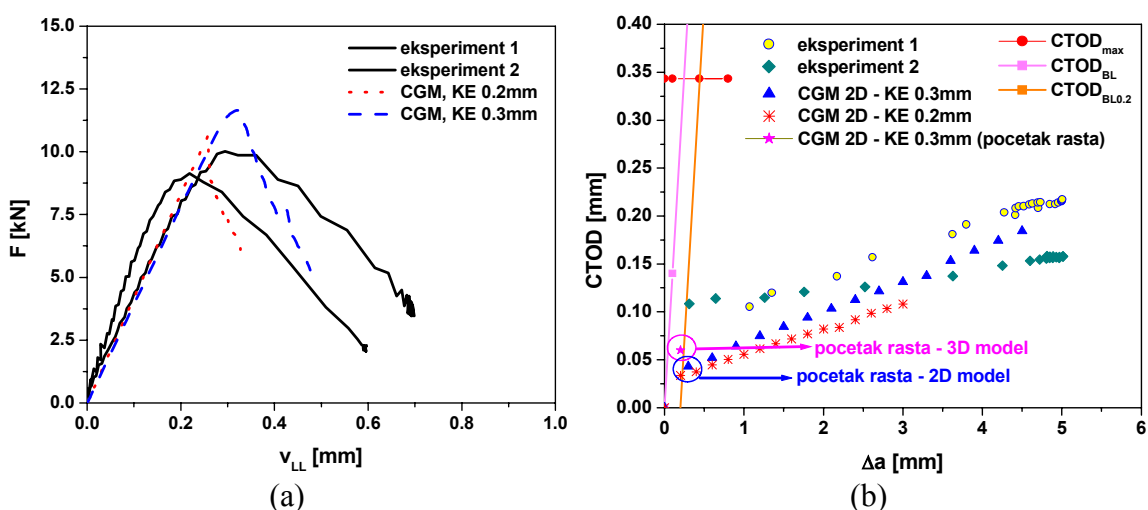 (a)
15.0
12.5
10.0
7.5
5.0
2.5
0.0
F [kN]
eksperiment 1
eksperiment 2
CGM, KE 0.2mm
CGM, KE 0.3mm
0.0 0.2 0.4 0.6 0.8 1.0
vLL [mm]
(a)
(b)
0.40
0.35
0.30
0.25
0.20
0.15
0.10
0.05
0.00
CTOD [mm]
eksperiment 1
eksperiment 2
CGM 2D - KE 0.3mm
CGM 2D - KE 0.2mm
CGM 2D - KE 0.3mm (pocetak rasta)
CTODmax
CTODBL
CTODBL0.2
pocetak rasta - 3D model
pocetak rasta - 2D model
0 1 2 3 4 5 6
Δa [mm]
(b)